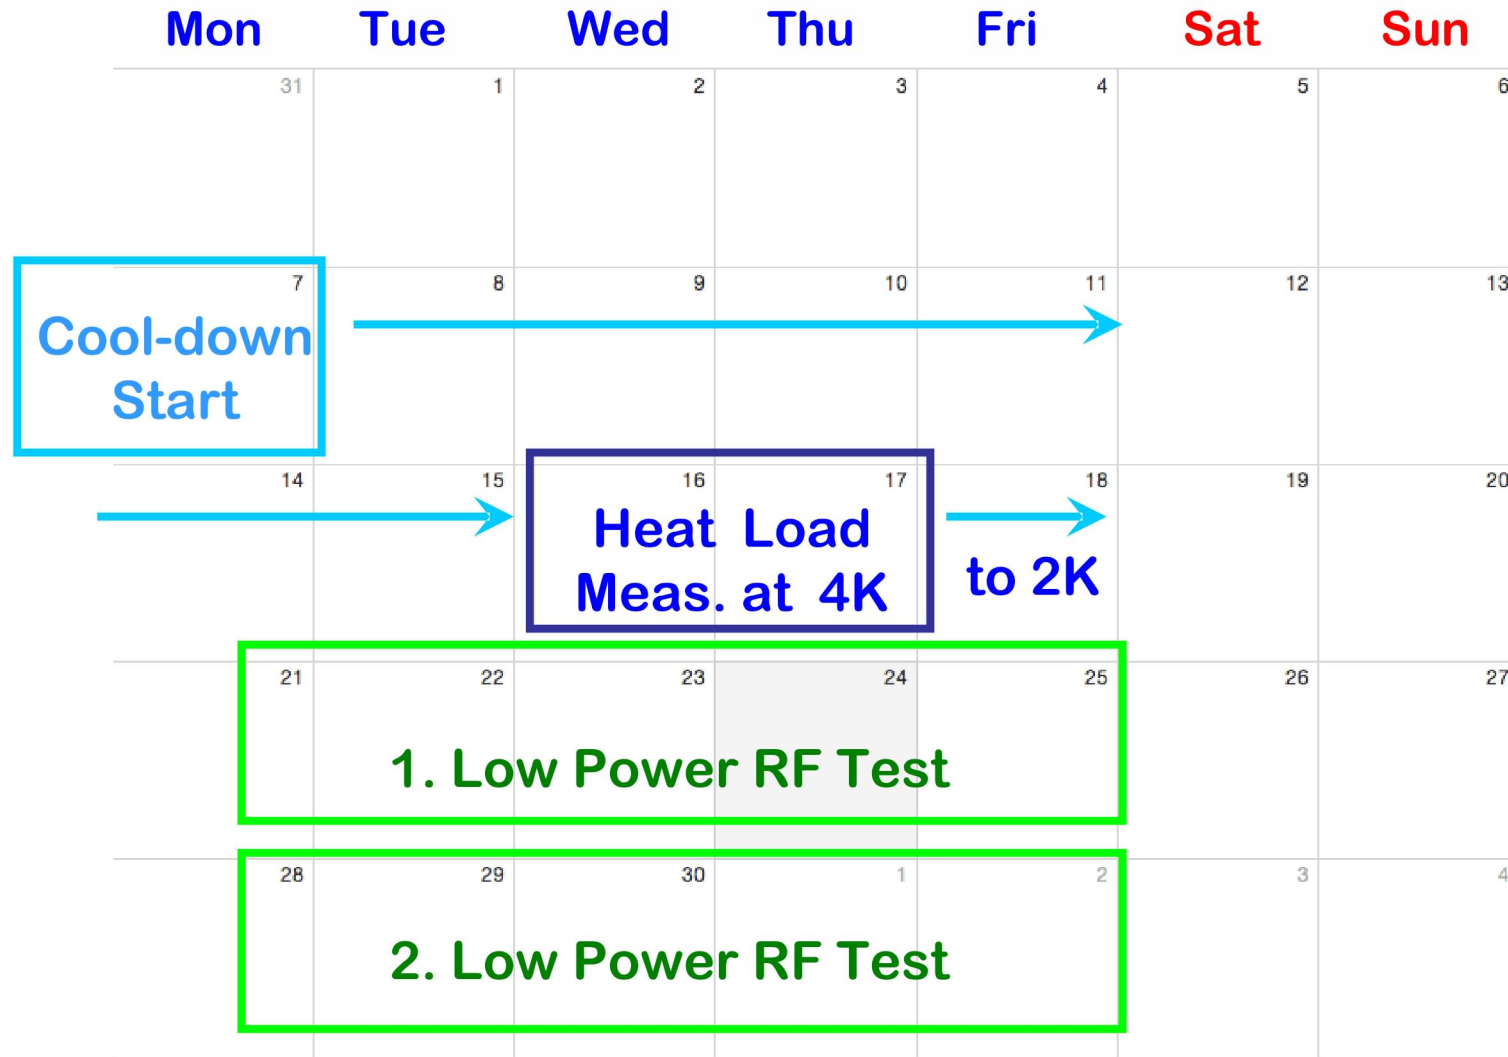 Mon Tue Wed Thu Fri Sat Sun
31 1 2 3 4 5 6
7 8 9 10 11 12 13
Cool-down
Start
14 15 16 17 18 19 20
Heat Load
Meas. at 4K
to 2K
21 22 23 24 25 26 27
1. Low Power RF Test
28 29 30 1 2 3 4
2. Low Power RF Test